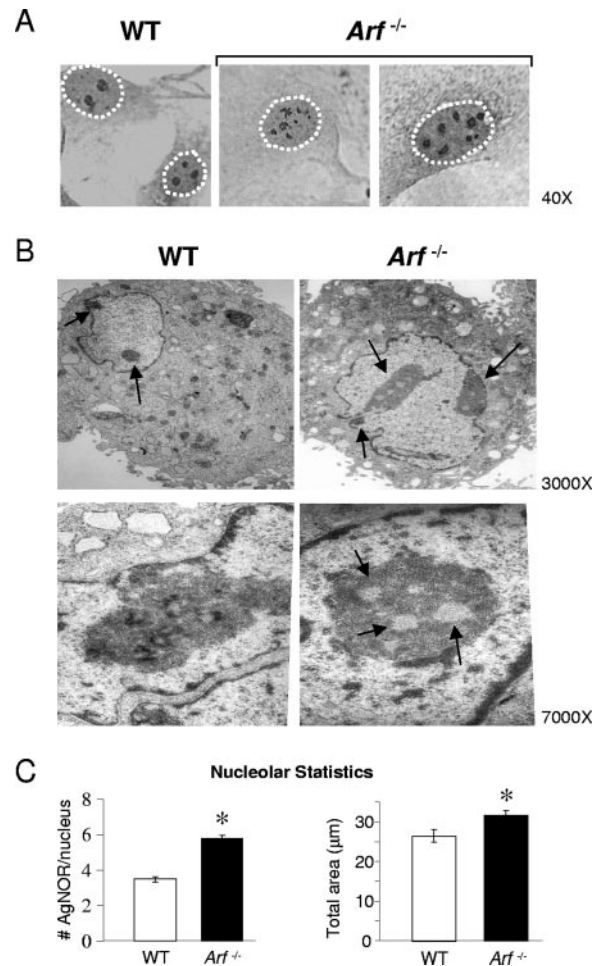 A
WT
Arf -/-
40X
B
WT
Arf -/-
3000X
7000X
C
Nucleolar Statistics
# AgNOR/nucleus
8
6
4
2
0
*
WT
Arf -/-
Total area (μm)
30
20
10
0
*
WT
Arf -/-